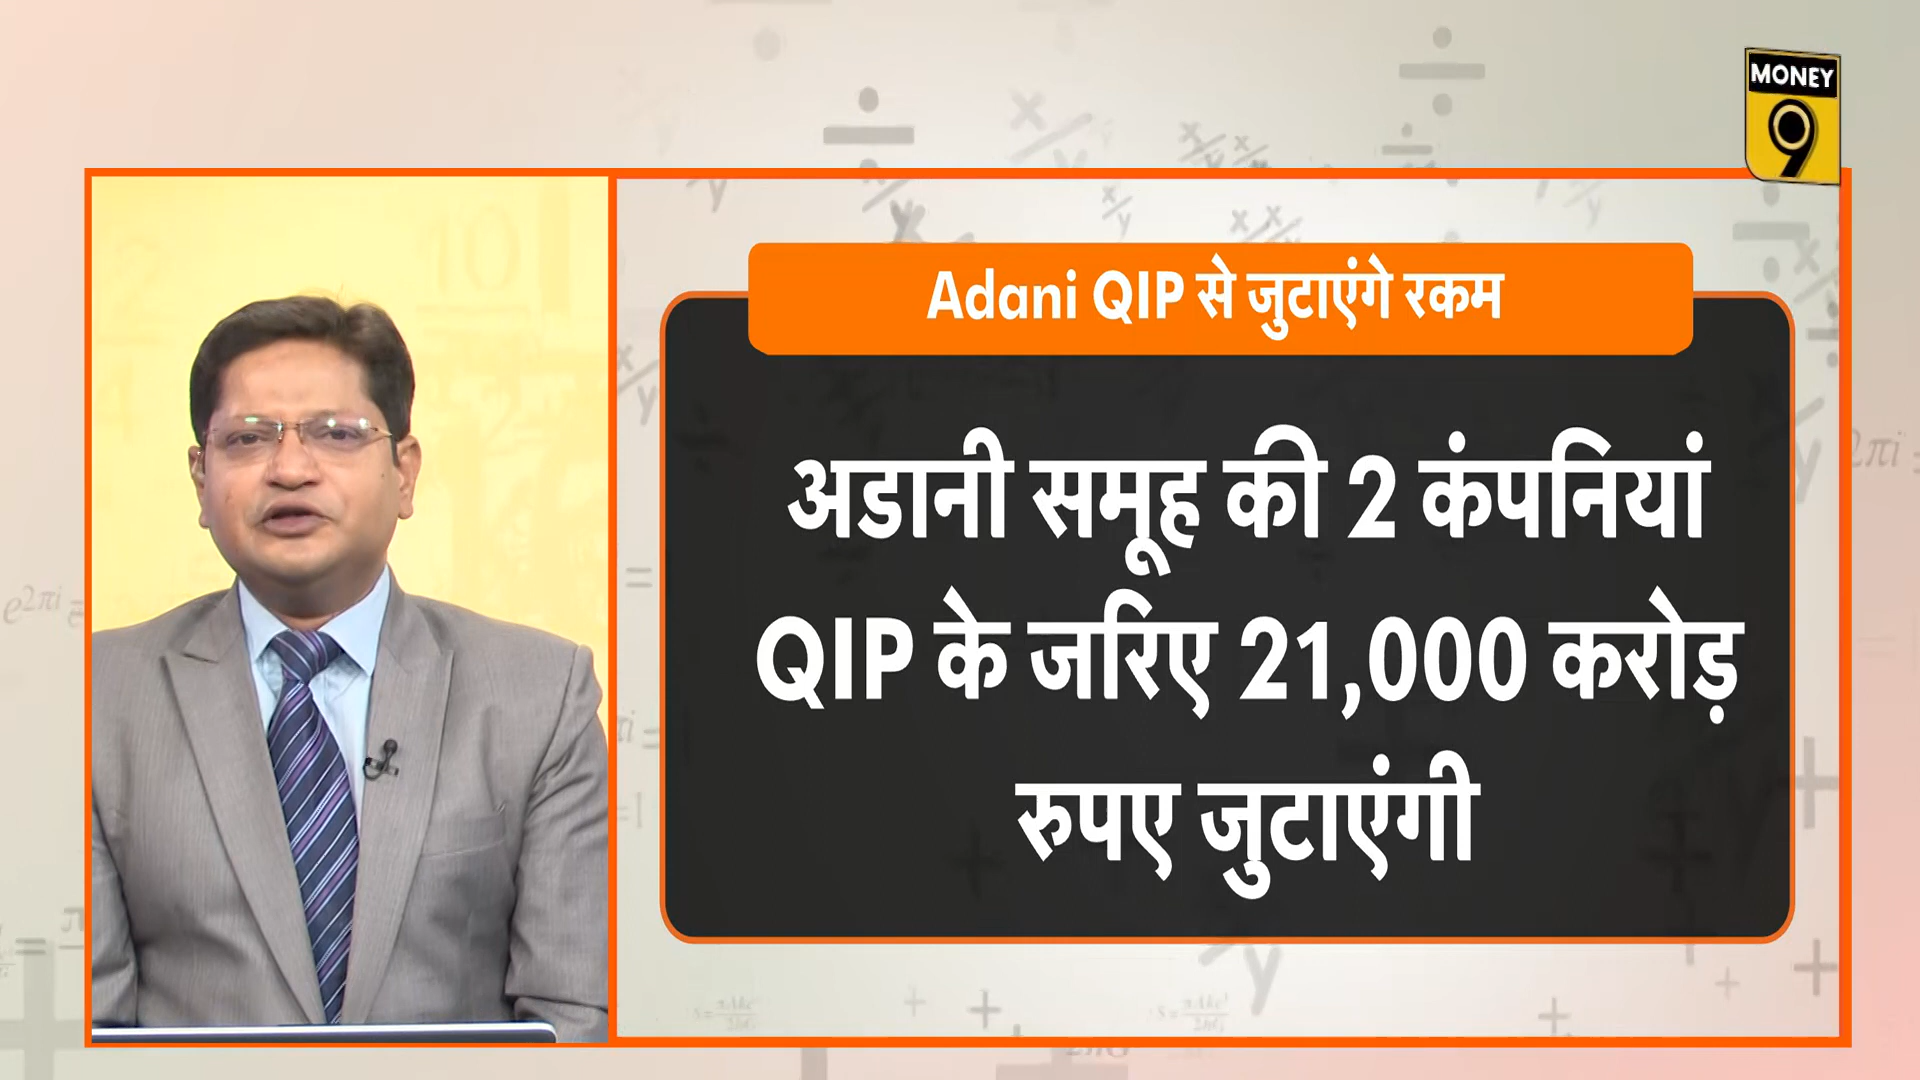 MONEY
9
Adani QIP से जुटाएंगे रकम
अडानी समूह की 2 कंपनियां
QIP के जरिए 21,000 करोड़
रुपए जुटाएंगी